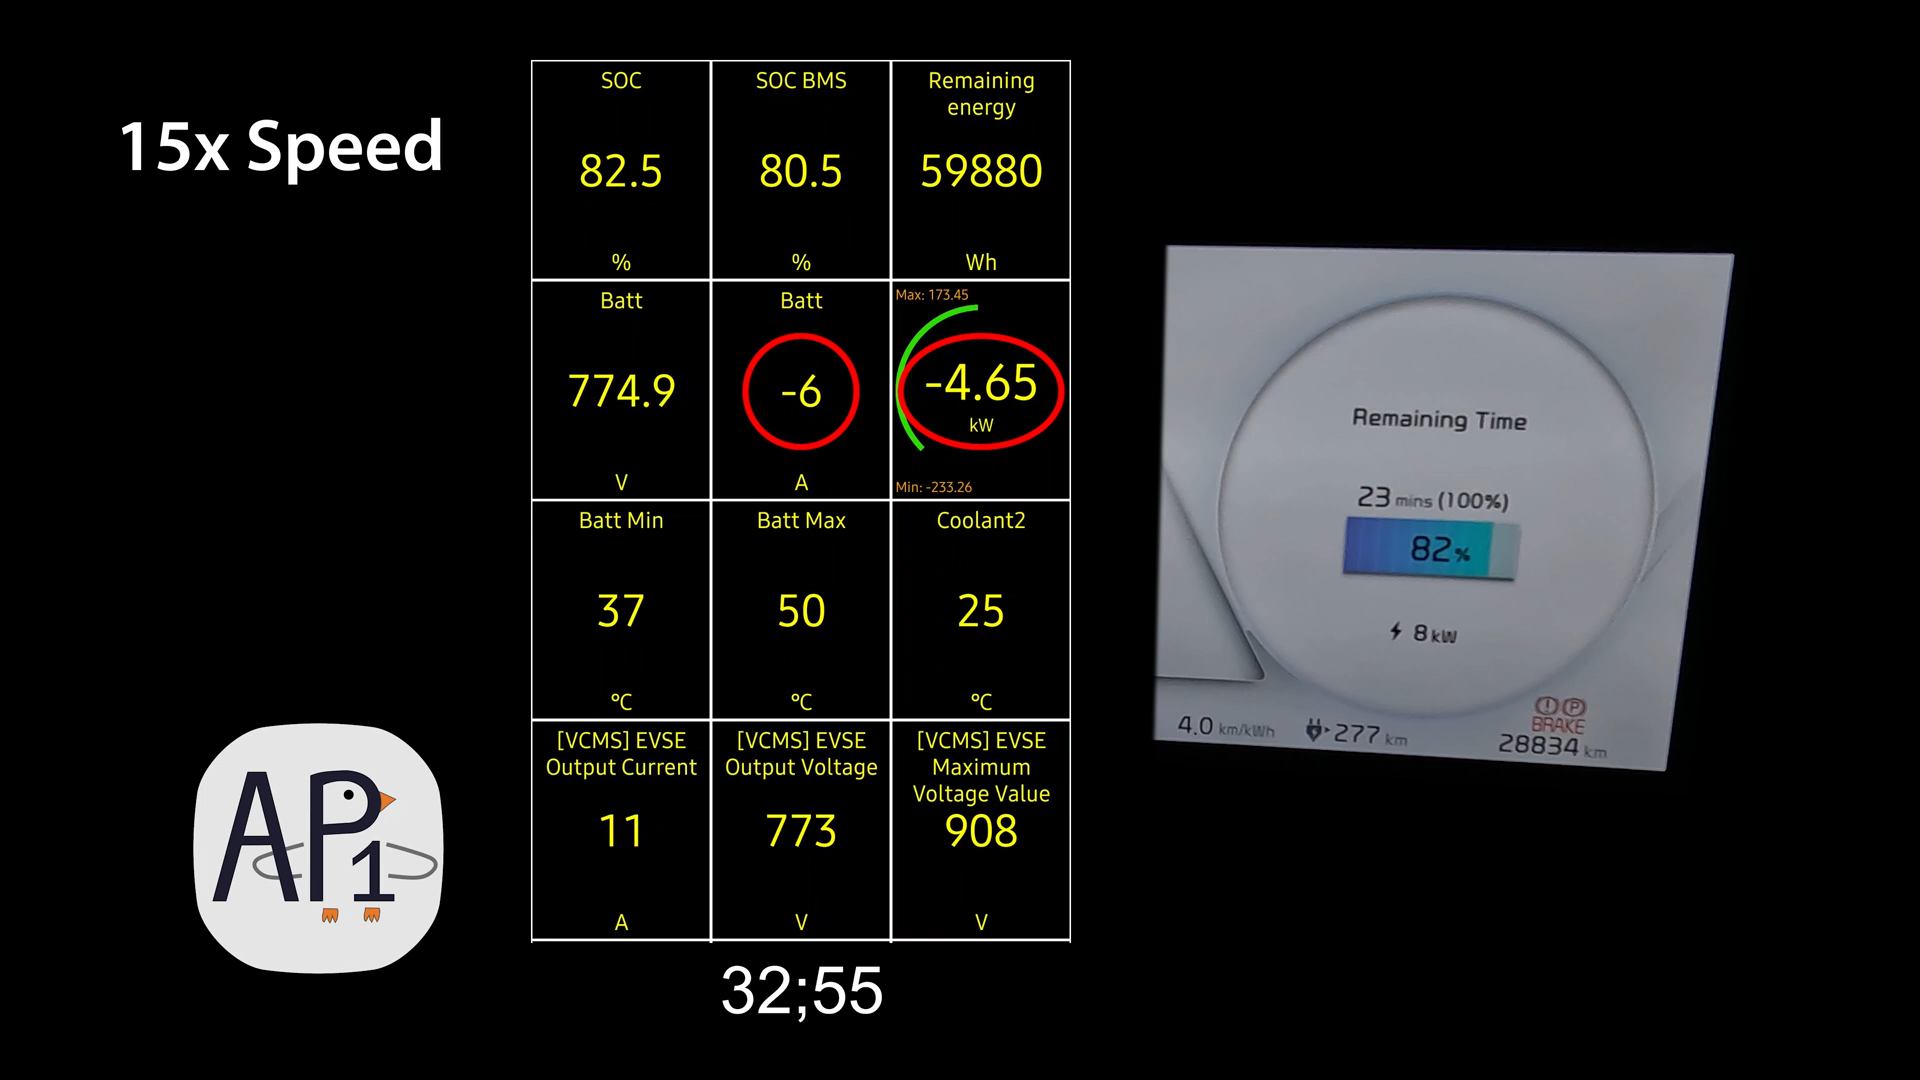 15x Speed
SOC
82.5
%
SOC BMS
80.5
%
Remaining
energy
59880
Wh
Batt
774.9
V
Batt
-6
A
Max: 173.45
-4.65
kW
Min: -233.26
Batt Min
37
ºC
Batt Max
50
ºC
Coolant2
25
ºC
[VCMS] EVSE
Output Current
11
A
[VCMS] EVSE
Output Voltage
773
V
[VCMS] EVSE
Maximum
Voltage Value
908
V
32;55
AP1
Remaining Time
23 mins (100%)
82%
8 kW
4.0 km/kWh
277 km
BRAKE
28834 km